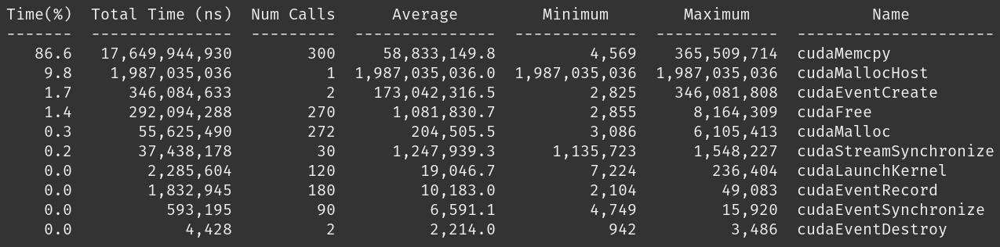 Time(%) Total Time (ns) Num Calls Average Minimum Maximum Name
------- --------------- --------- --------------- ------------- ------------- ---------------------
86.6 17,649,944,930 300 58,833,149.8 4,569 365,509,714 cudaMemcpy
9.8 1,987,035,036 1 1,987,035,036.0 1,987,035,036 1,987,035,036 cudaMallocHost
1.7 346,084,633 2 173,042,316.5 2,825 346,081,808 cudaEventCreate
1.4 292,094,288 270 1,081,830.7 2,855 8,164,309 cudaFree
0.3 55,625,490 272 204,505.5 3,086 6,105,413 cudaMalloc
0.2 37,438,178 30 1,247,939.3 1,135,723 1,548,227 cudaStreamSynchronize
0.0 2,285,604 120 19,046.7 7,224 236,404 cudaLaunchKernel
0.0 1,832,945 180 10,183.0 2,104 49,083 cudaEventRecord
0.0 593,195 90 6,591.1 4,749 15,920 cudaEventSynchronize
0.0 4,428 2 2,214.0 942 3,486 cudaEventDestroy